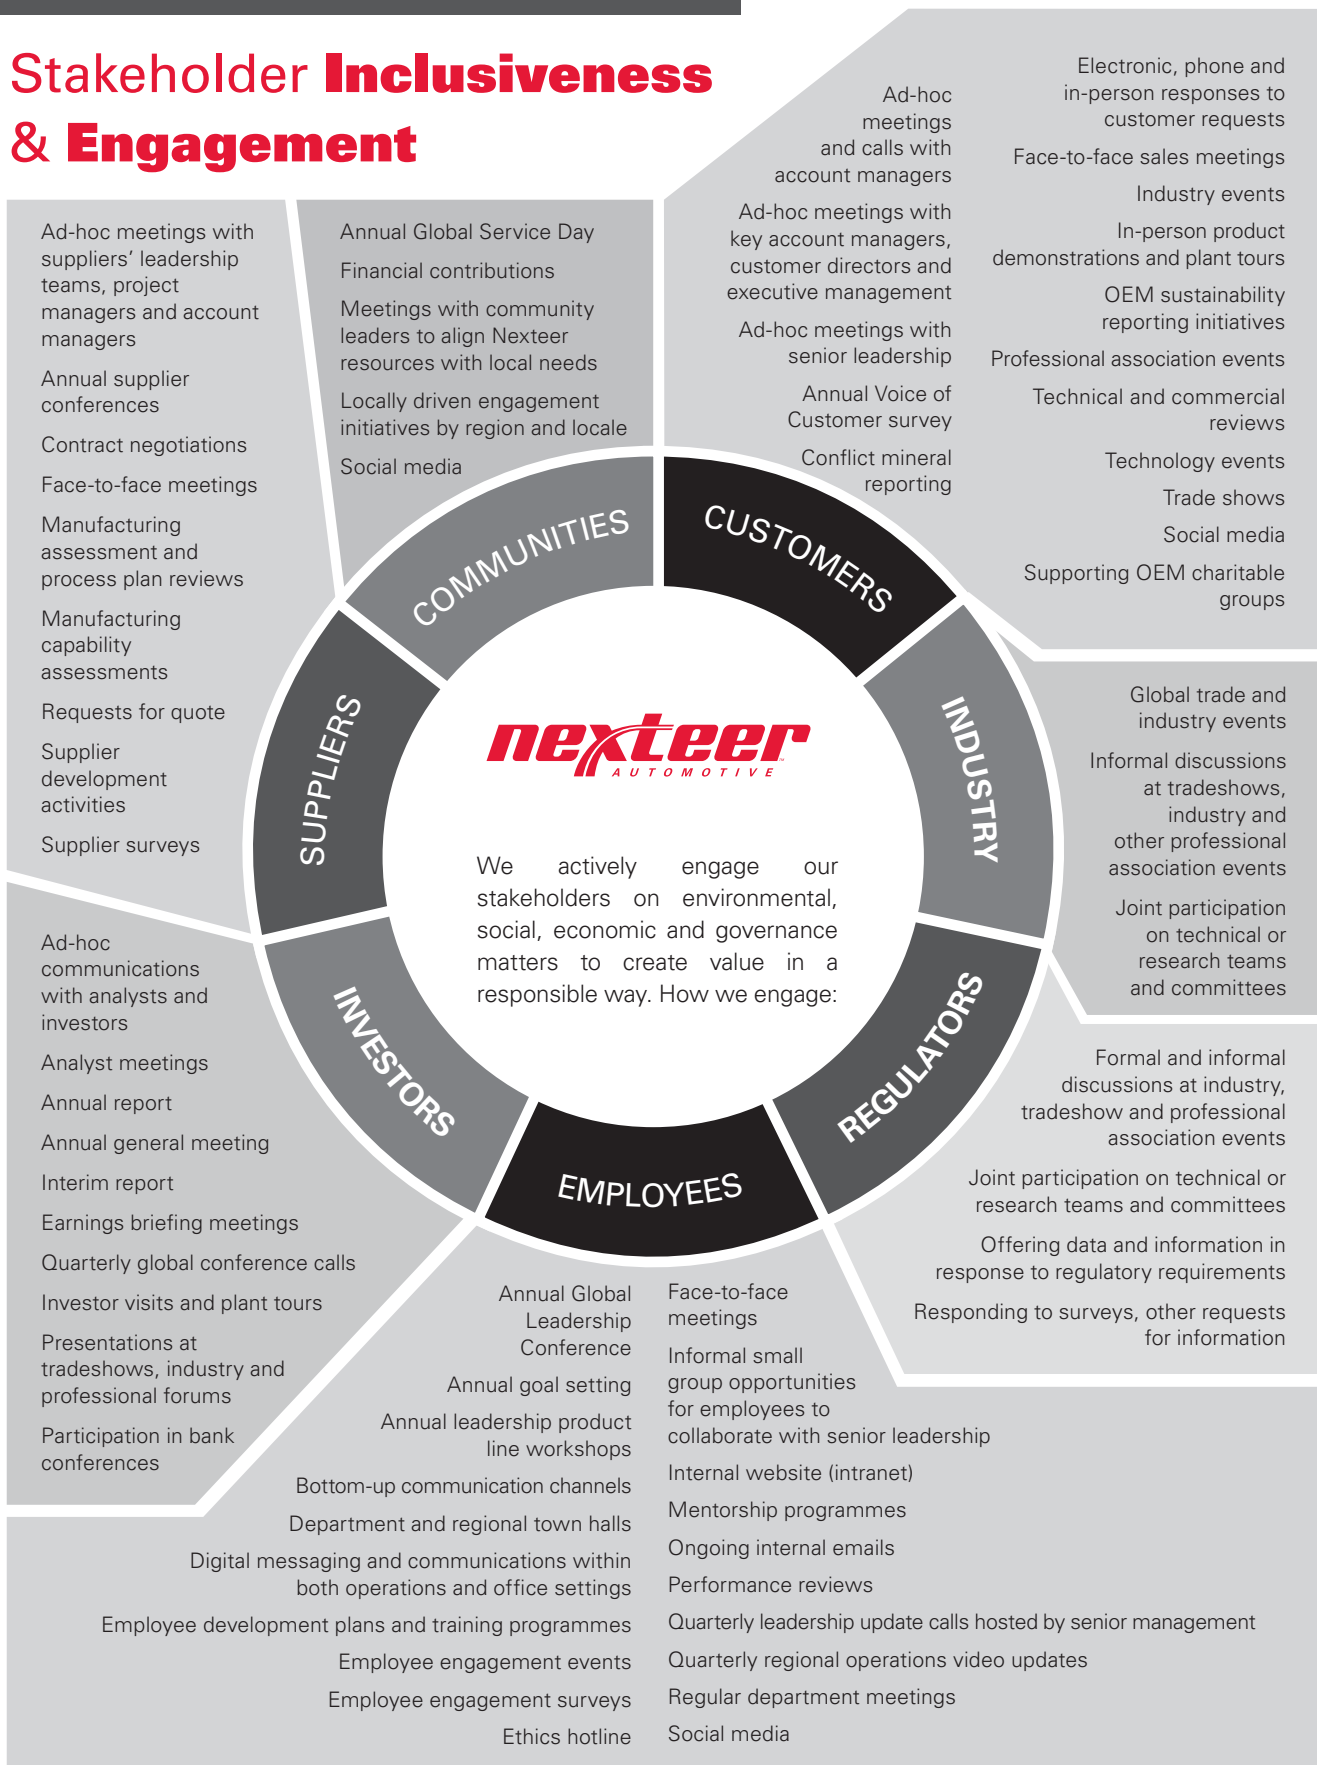 Stakeholder Inclusiveness
& Engagement
Ad-hoc meetings with
suppliers’ leadership
teams, project
managers and account
managers
Annual supplier
conferences
Contract negotiations
Face-to-face meetings
Manufacturing
assessment and
process plan reviews
Manufacturing
capability
assessments
Requests for quote
Supplier
development
activities
Supplier surveys
Annual Global Service Day
Financial contributions
Meetings with community
leaders to align Nexteer
resources with local needs
Locally driven engagement
initiatives by region and locale
Social media
Ad-hoc
meetings
and calls with
account managers
Ad-hoc meetings with
key account managers,
customer directors and
executive management
Ad-hoc meetings with
senior leadership
Annual Voice of
Customer survey
Conflict mineral
reporting
Electronic, phone and
in-person responses to
customer requests
Face-to-face sales meetings
Industry events
In-person product
demonstrations and plant tours
OEM sustainability
reporting initiatives
Professional association events
Technical and commercial
reviews
Technology events
Trade shows
Social media
Supporting OEM charitable
groups
COMMUNITIES
CUSTOMERS
SUPPLIERS
INDUSTRY
INVESTORS
REGULATORS
EMPLOYEES
nexteer
AUTOMOTIVE
We actively engage our
stakeholders on environmental,
social, economic and governance
matters to create value in a
responsible way. How we engage:
Global trade and
industry events
Informal discussions
at tradeshows,
industry and
other professional
association events
Joint participation
on technical or
research teams
and committees
Ad-hoc
communications
with analysts and
investors
Analyst meetings
Annual report
Annual general meeting
Interim report
Earnings briefing meetings
Quarterly global conference calls
Investor visits and plant tours
Presentations at
tradeshows, industry and
professional forums
Participation in bank
conferences
Formal and informal
discussions at industry,
tradeshow and professional
association events
Joint participation on technical or
research teams and committees
Offering data and information in
response to regulatory requirements
Responding to surveys, other requests
for information
Annual Global
Leadership
Conference
Annual goal setting
Annual leadership product
line workshops
Bottom-up communication channels
Department and regional town halls
Digital messaging and communications within
both operations and office settings
Employee development plans and training programmes
Employee engagement events
Employee engagement surveys
Ethics hotline
Face-to-face
meetings
Informal small
group opportunities
for employees to
collaborate with senior leadership
Internal website (intranet)
Mentorship programmes
Ongoing internal emails
Performance reviews
Quarterly leadership update calls hosted by senior management
Quarterly regional operations video updates
Regular department meetings
Social media